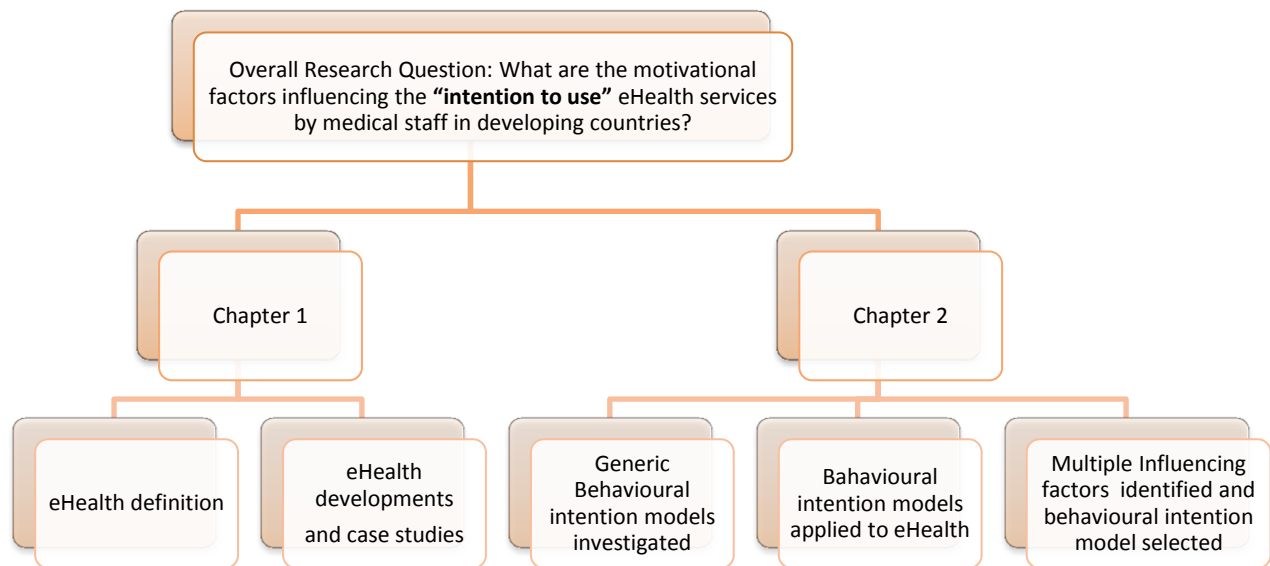 Overall Research Question: What are the motivational
factors influencing the “intention to use” eHealth services
by medical staff in developing countries?
Chapter 1
Chapter 2
eHealth definition
eHealth
developments
and case studies
Generic
Behavioural
intention models
investigated
Bahavioural
intention models
applied to eHealth
Multiple Influencing
factors identified and
behavioural intention
model selected